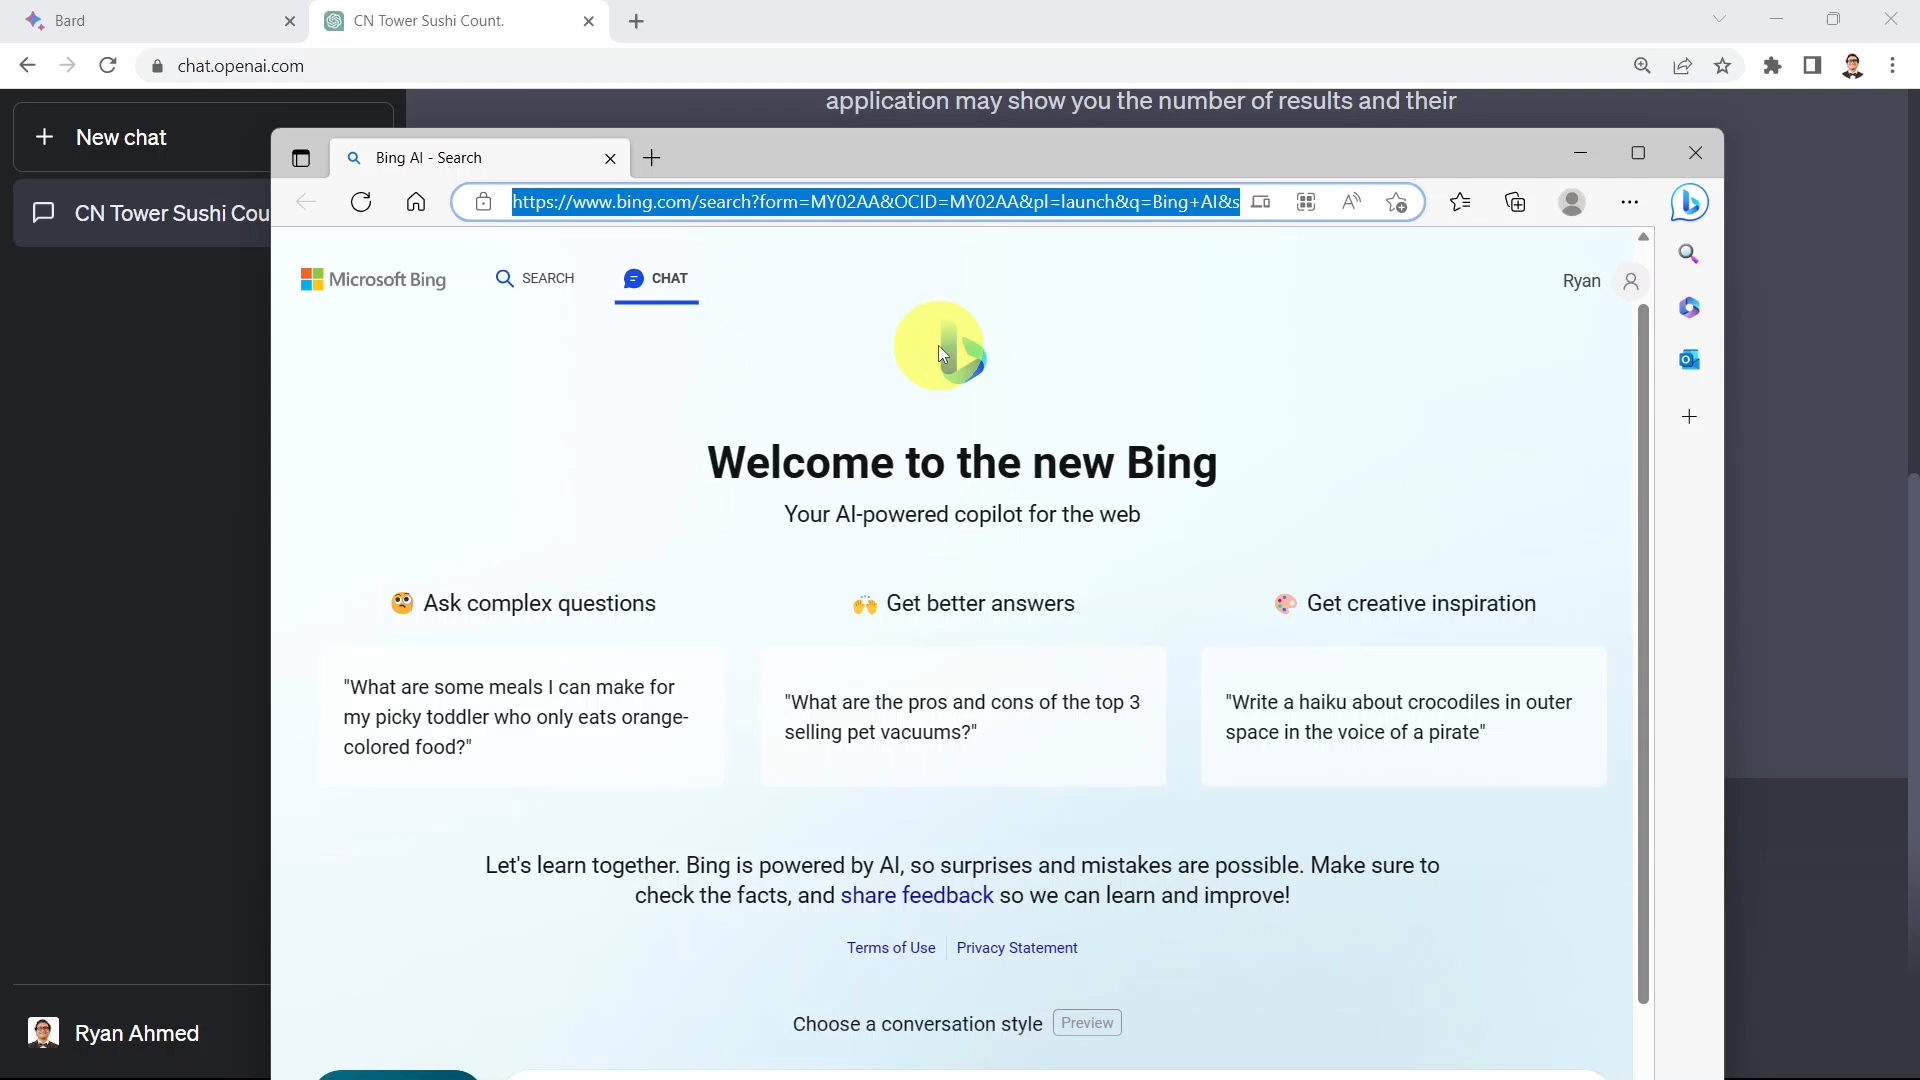 Bard
CN Tower Sushi Count.
chat.openai.com
application may show you the number of results and their
New chat
CN Tower Sushi Cou
Bing AI - Search
https://www.bing.com/search?form=MY02AA&OCID=MY02AA&pl=launch&q=Bing+AI&s
Microsoft Bing
SEARCH
CHAT
Ryan
Welcome to the new Bing
Your AI-powered copilot for the web
Ask complex questions
"What are some meals I can make for
my picky toddler who only eats orange-
colored food?"
Get better answers
"What are the pros and cons of the top 3
selling pet vacuums?"
Get creative inspiration
"Write a haiku about crocodiles in outer
space in the voice of a pirate"
Let's learn together. Bing is powered by AI, so surprises and mistakes are possible. Make sure to
check the facts, and share feedback so we can learn and improve!
Terms of Use
Privacy Statement
Choose a conversation style Preview
Ryan Ahmed